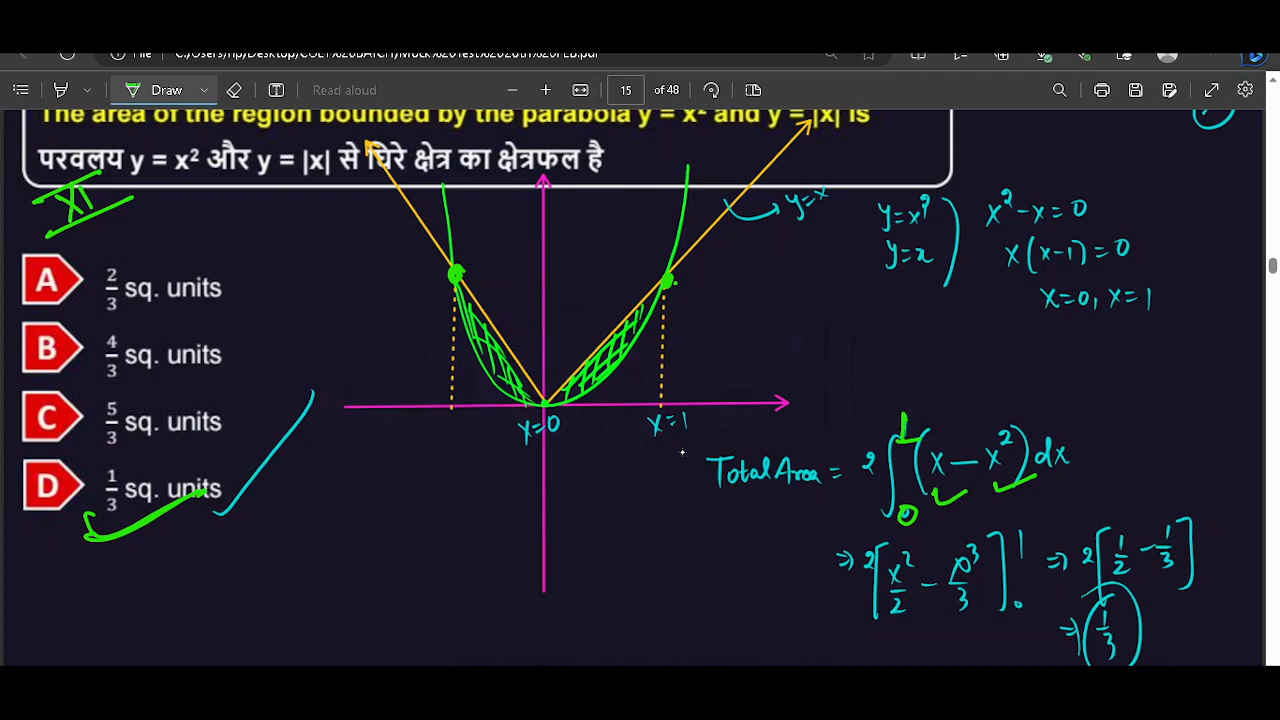 Draw
Read aloud
15 of 48
The area of the region bounded by the parabola y = x² and y = |x| is
परवलय y = x² और y = |x| से घिरे क्षेत्र का क्षेत्रफल है
XI
A 2/3 sq. units
B 4/3 sq. units
C 5/3 sq. units
D 1/3 sq. units
y=x
x=0
x=1
y=x²
y=x
x²-x=0
x(x-1)=0
x=0, x=1
Total Area = 2∫₀¹(x-x²)dx
⇒ 2[x²/2 - x³/3]₀¹ ⇒ 2[1/2 - 1/3]
⇒ 1/3